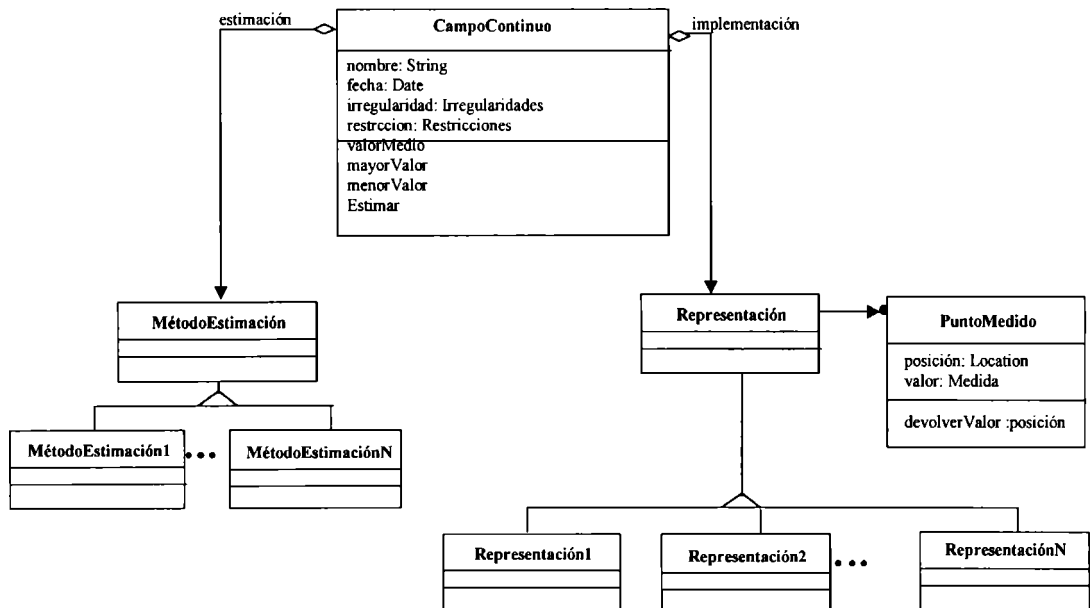 estimación
CampoContinuo
implementación
nombre: String
fecha: Date
irregularidad: Irregularidades
restrccion: Restricciones
valorMedio
mayorValor
menorValor
Estimar
MétodoEstimación
Representación
PuntoMedido
posición: Location
valor: Medida
devolverValor :posición
MétodoEstimación1
MétodoEstimaciónN
Representación1
Representación2
RepresentaciónN